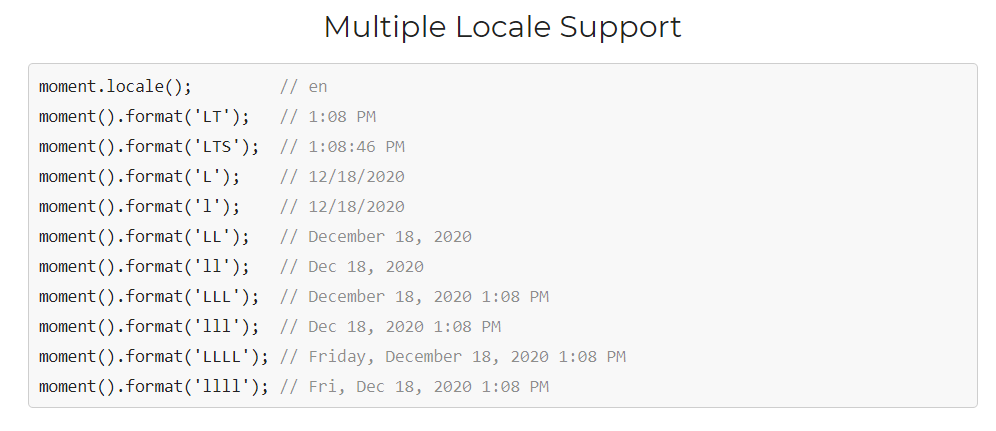 Multiple Locale Support
moment.locale();         // en
moment().format('LT');   // 1:08 PM
moment().format('LTS');  // 1:08:46 PM
moment().format('L');    // 12/18/2020
moment().format('l');    // 12/18/2020
moment().format('LL');   // December 18, 2020
moment().format('ll');   // Dec 18, 2020
moment().format('LLL');  // December 18, 2020 1:08 PM
moment().format('lll');  // Dec 18, 2020 1:08 PM
moment().format('LLLL'); // Friday, December 18, 2020 1:08 PM
moment().format('llll'); // Fri, Dec 18, 2020 1:08 PM